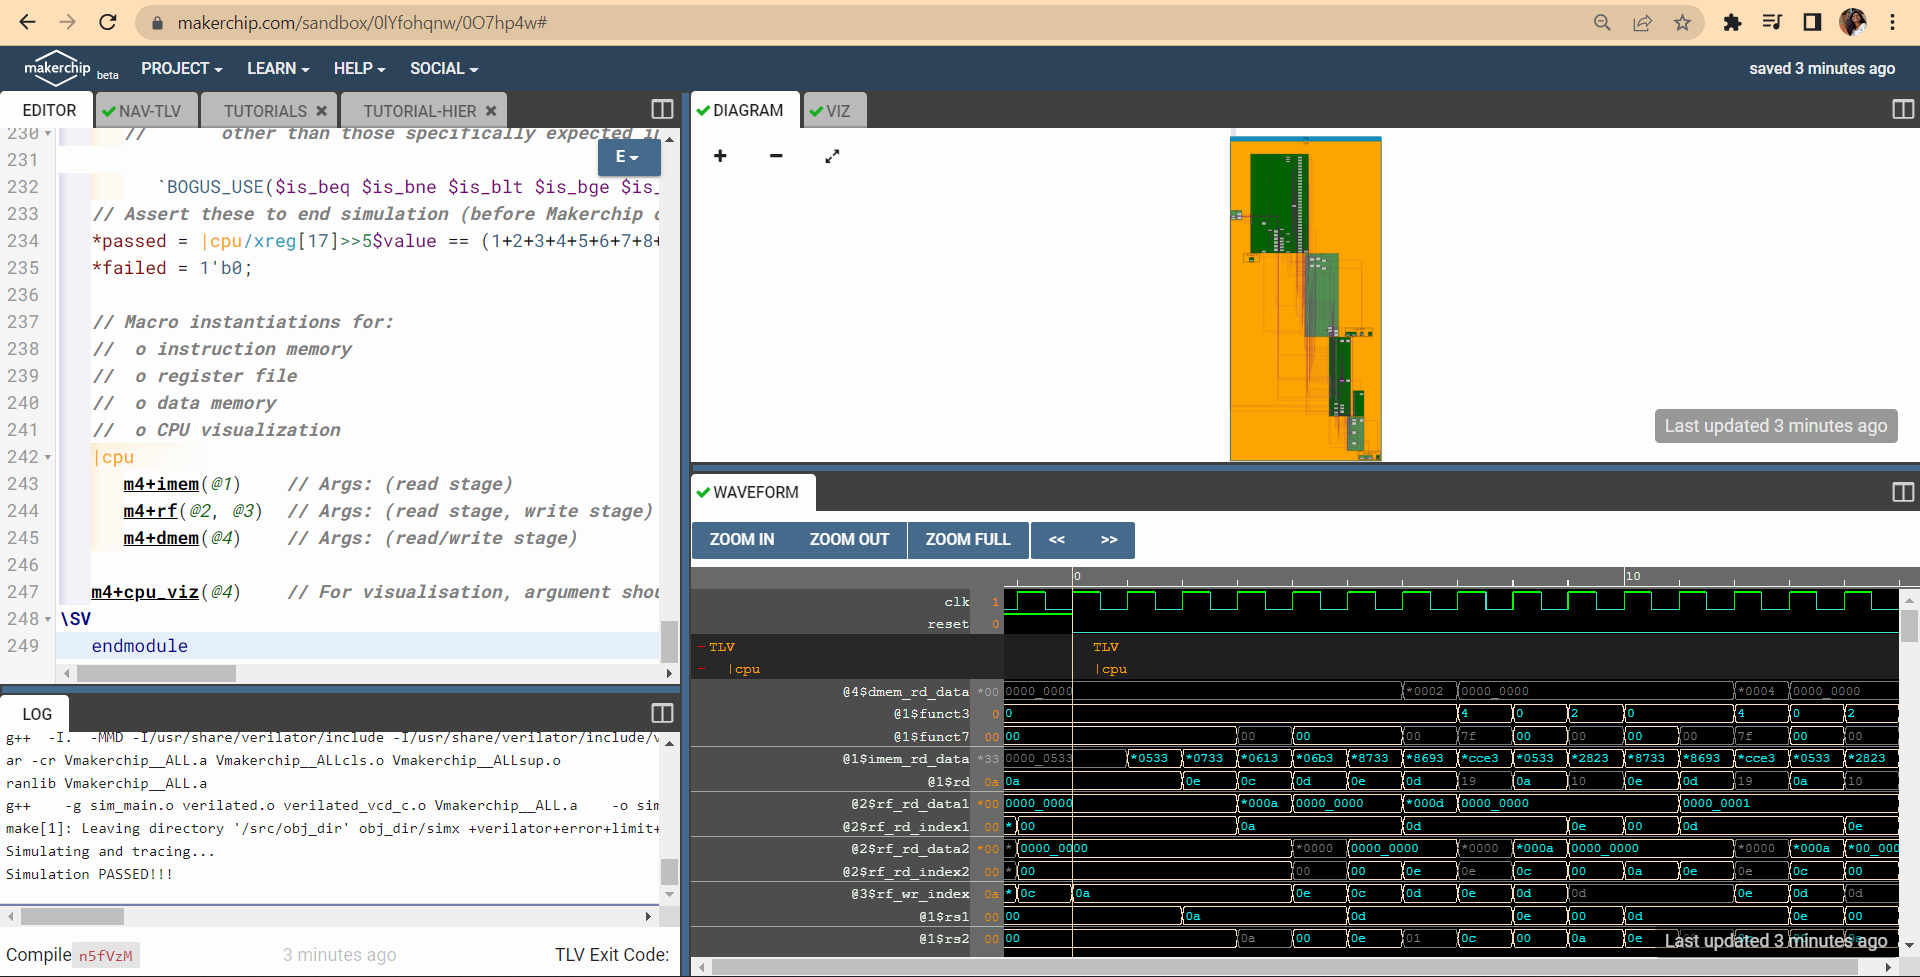 makerchip.com/sandbox/0lYfohqnw/0O7hp4w#
makerchip beta PROJECT LEARN HELP SOCIAL saved 3 minutes ago
EDITOR NAV-TLV TUTORIALS TUTORIAL-HIER
230 // other than those specifically expected i
231
E
232 `BOGUS_USE($is_beq $is_bne $is_blt $is_bge $is_
233 // Assert these to end simulation (before Makerchip c
234 *passed = |cpu/xreg[17]>>5$value == (1+2+3+4+5+6+7+8+
235 *failed = 1'b0;
236
237 // Macro instantiations for:
238 // o instruction memory
239 // o register file
240 // o data memory
241 // o CPU visualization
242 |cpu
243 m4+imem(@1) // Args: (read stage)
244 m4+rf(@2, @3) // Args: (read stage, write stage)
245 m4+dmem(@4) // Args: (read/write stage)
246
247 m4+cpu_viz(@4) // For visualisation, argument shou
248 \SV
249 endmodule
LOG
g++ -I. -MMD -I/usr/share/verilator/include -I/usr/share/verilator/include/v
ar -cr Vmakerchip__ALL.a Vmakerchip__ALLcls.o Vmakerchip__ALLsup.o
ranlib Vmakerchip__ALL.a
g++ -g sim_main.o verilated.o verilated_vcd_c.o Vmakerchip__ALL.a -o sim
make[1]: Leaving directory '/src/obj_dir' obj_dir/simx +verilator+error+limit+
Simulating and tracing...
Simulation PASSED!!!
Compile n5fVzM 3 minutes ago TLV Exit Code:
DIAGRAM VIZ
Last updated 3 minutes ago
WAVEFORM
ZOOM IN ZOOM OUT ZOOM FULL << >>
0 10
clk 1
reset 0
TLV TLV
|cpu |cpu
@4$dmem_rd_data *00 0000_0000 *0002 0000_0000 *0004 0000_0000
@1$funct3 0 0 4 0 2 0 4 0 2
@1$funct7 00 00 00 00 00 7f 00 00 00 00 7f 00 00
@1$imem_rd_data *33 0000_0533 *0533 *0733 *0613 *06b3 *8733 *8693 *cce3 *0533 *2823 *8733 *8693 *cce3 *0533 *2823
@1$rd 0a 0a 0e 0c 0d 0e 0d 19 0a 10 0e 0d 19 0a 10
@2$rf_rd_data1 *00 0000_0000 *000a 0000_0000 *000d 0000_0000 0000_0001
@2$rf_rd_index1 00 * 00 0a 0d 0e 00 0d 0e
@2$rf_rd_data2 *00 * 0000_0000 *0000 0000_0000 *0000 *000a 0000_0000 *0000 *000a *00_000
@2$rf_rd_index2 00 * 00 00 00 0e 0e 0c 00 0a 0e 0e 0c 00
@3$rf_wr_index 0a * 0c 0a 0e 0c 0d 0e 0d 0d 0e 0d 0d
@1$rs1 00 00 0a 0d 0e 00 0d 0e 00
@1$rs2 00 00 0a 00 0e 01 0c 00 0a 0e
Last updated 3 minutes ago